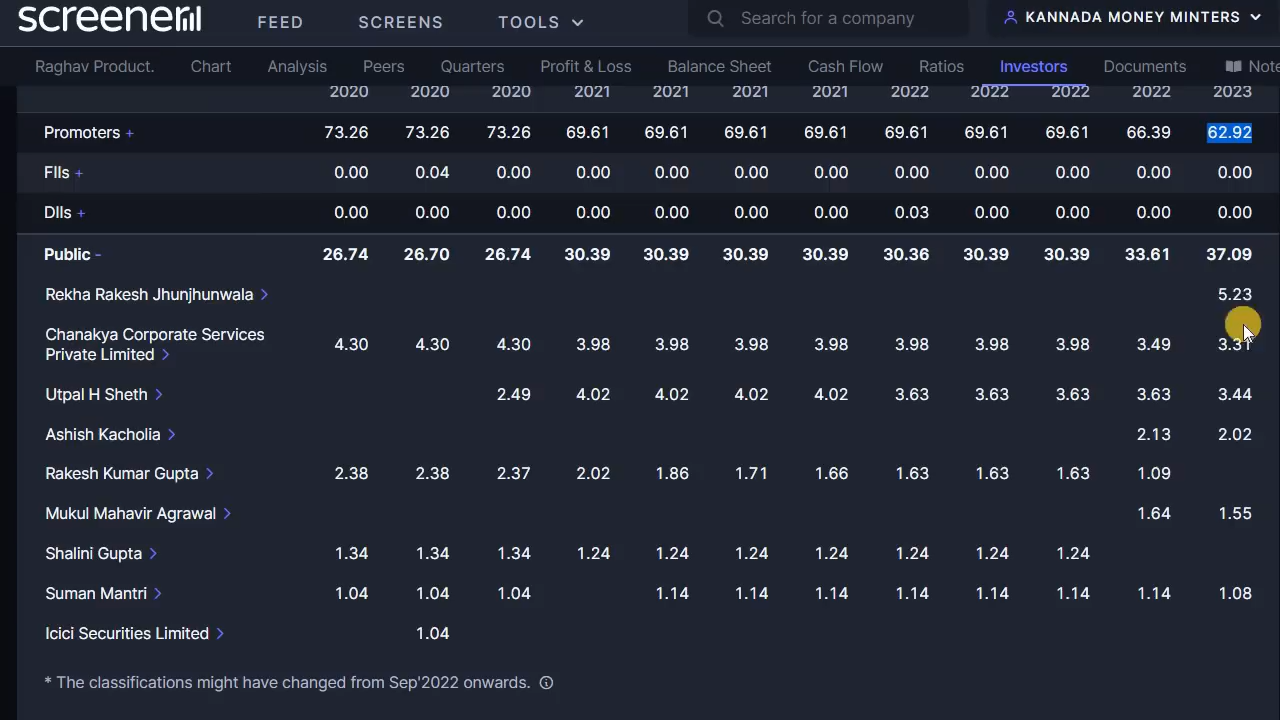 screener
FEED SCREENS TOOLS Search for a company KANNADA MONEY MINTERS
Raghav Product. Chart Analysis Peers Quarters Profit & Loss Balance Sheet Cash Flow Ratios Investors Documents Note
2020 2020 2020 2021 2021 2021 2021 2022 2022 2022 2022 2023
Promoters + 73.26 73.26 73.26 69.61 69.61 69.61 69.61 69.61 69.61 69.61 66.39 62.92
FIIs + 0.00 0.04 0.00 0.00 0.00 0.00 0.00 0.00 0.00 0.00 0.00 0.00
DIIs + 0.00 0.00 0.00 0.00 0.00 0.00 0.00 0.03 0.00 0.00 0.00 0.00
Public - 26.74 26.70 26.74 30.39 30.39 30.39 30.39 30.36 30.39 30.39 33.61 37.09
Rekha Rakesh Jhunjhunwala > 5.23
Chanakya Corporate Services
Private Limited > 4.30 4.30 4.30 3.98 3.98 3.98 3.98 3.98 3.98 3.98 3.49 3.31
Utpal H Sheth > 2.49 4.02 4.02 4.02 4.02 3.63 3.63 3.63 3.63 3.44
Ashish Kacholia > 2.13 2.02
Rakesh Kumar Gupta > 2.38 2.38 2.37 2.02 1.86 1.71 1.66 1.63 1.63 1.63 1.09
Mukul Mahavir Agrawal > 1.64 1.55
Shalini Gupta > 1.34 1.34 1.34 1.24 1.24 1.24 1.24 1.24 1.24 1.24
Suman Mantri > 1.04 1.04 1.04 1.14 1.14 1.14 1.14 1.14 1.14 1.14 1.08
Icici Securities Limited > 1.04
* The classifications might have changed from Sep'2022 onwards.